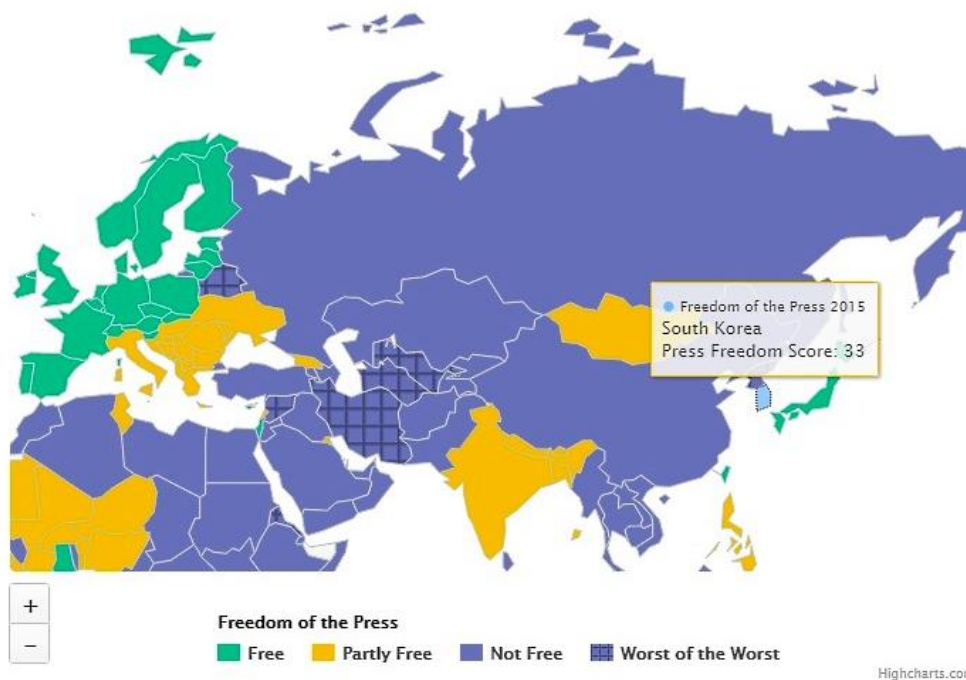 Freedom of the Press 2015
South Korea
Press Freedom Score: 33
+
−
Freedom of the Press
Free Partly Free Not Free Worst of the Worst
Highcharts.com